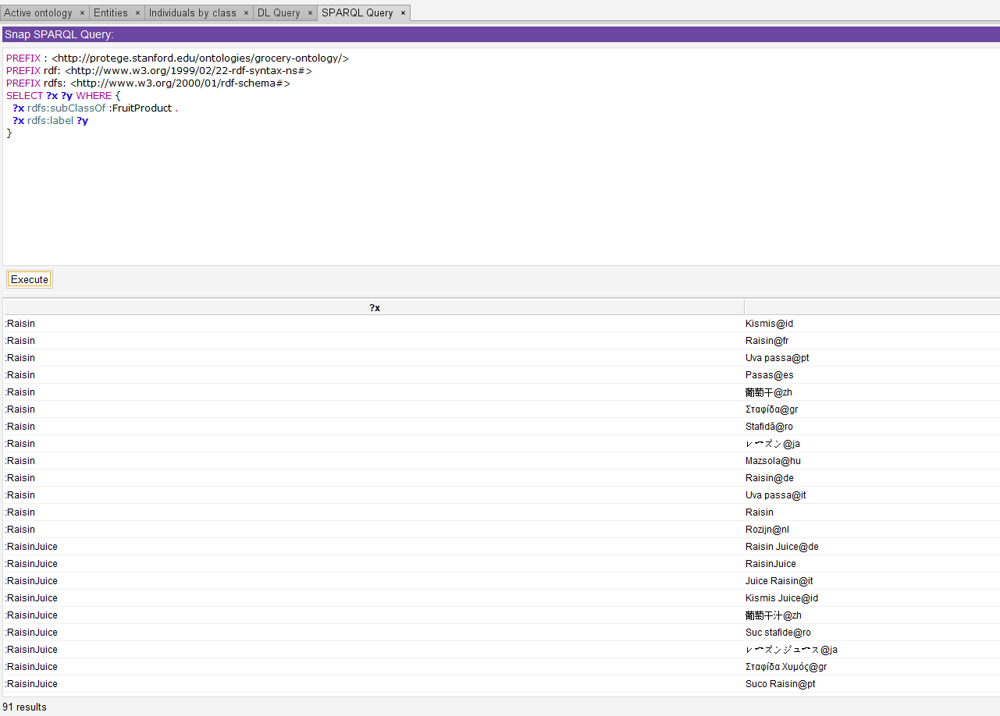 Active ontology × Entities × Individuals by class × DL Query × SPARQL Query ×
Snap SPARQL Query:
PREFIX : <http://protege.stanford.edu/ontologies/grocery-ontology/>
PREFIX rdf: <http://www.w3.org/1999/02/22-rdf-syntax-ns#>
PREFIX rdfs: <http://www.w3.org/2000/01/rdf-schema#>
SELECT ?x ?y WHERE {
?x rdfs:subClassOf :FruitProduct .
?x rdfs:label ?y
}
Execute
?x
:Raisin Kismis@id
:Raisin Raisin@fr
:Raisin Uva passa@pt
:Raisin Pasas@es
:Raisin 葡萄干@zh
:Raisin Σταφίδα@gr
:Raisin Stafidă@ro
:Raisin レーズン@ja
:Raisin Mazsola@hu
:Raisin Raisin@de
:Raisin Uva passa@it
:Raisin Raisin
:Raisin Rozijn@nl
:RaisinJuice Raisin Juice@de
:RaisinJuice RaisinJuice
:RaisinJuice Juice Raisin@it
:RaisinJuice Kismis Juice@id
:RaisinJuice 葡萄干汁@zh
:RaisinJuice Suc stafide@ro
:RaisinJuice レーズンジュース@ja
:RaisinJuice Σταφίδα Χυμός@gr
:RaisinJuice Suco Raisin@pt
91 results